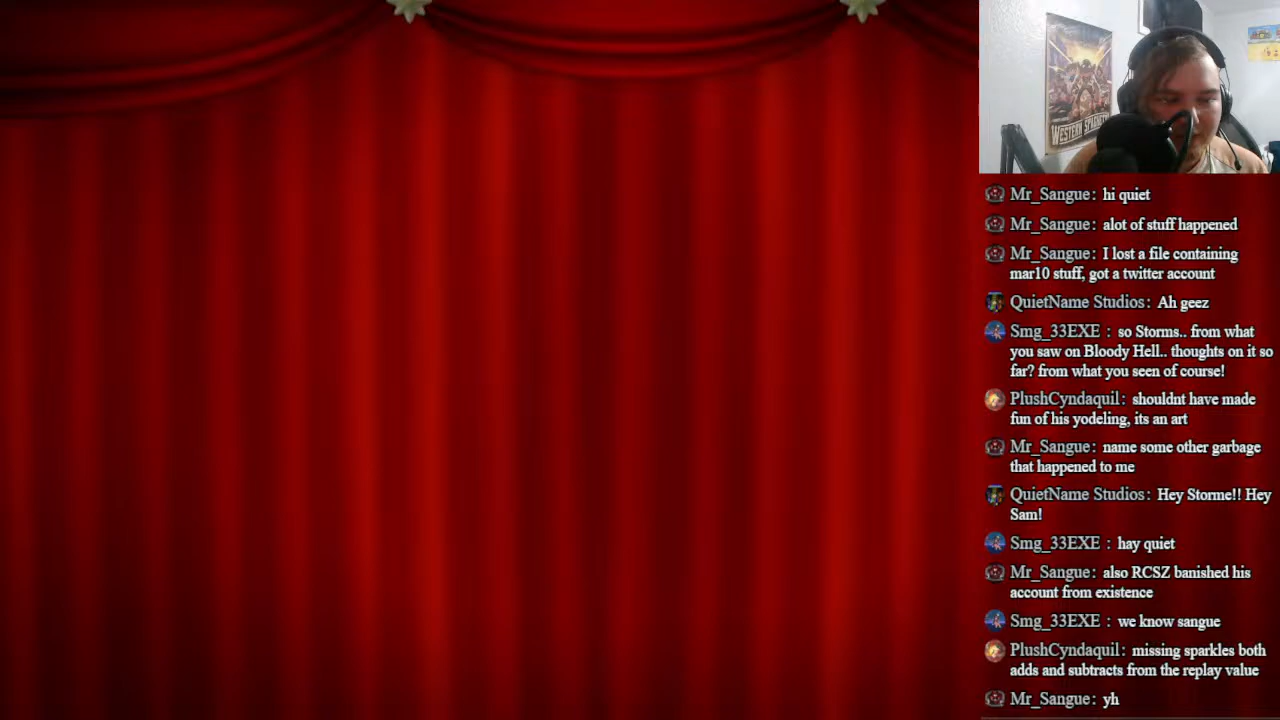 WESTERN SPAGHETTI
Mr_Sangue: hi quiet
Mr_Sangue: alot of stuff happened
Mr_Sangue: I lost a file containing
mar10 stuff, got a twitter account
QuietName Studios: Ah geez
Smg_33EXE : so Storms.. from what
you saw on Bloody Hell.. thoughts on it so
far? from what you seen of course!
PlushCyndaquil: shouldnt have made
fun of his yodeling, its an art
Mr_Sangue: name some other garbage
that happened to me
QuietName Studios: Hey Storme!! Hey
Sam!
Smg_33EXE : hay quiet
Mr_Sangue: also RCSZ banished his
account from existence
Smg_33EXE : we know sangue
PlushCyndaquil: missing sparkles both
adds and subtracts from the replay value
Mr_Sangue: yh